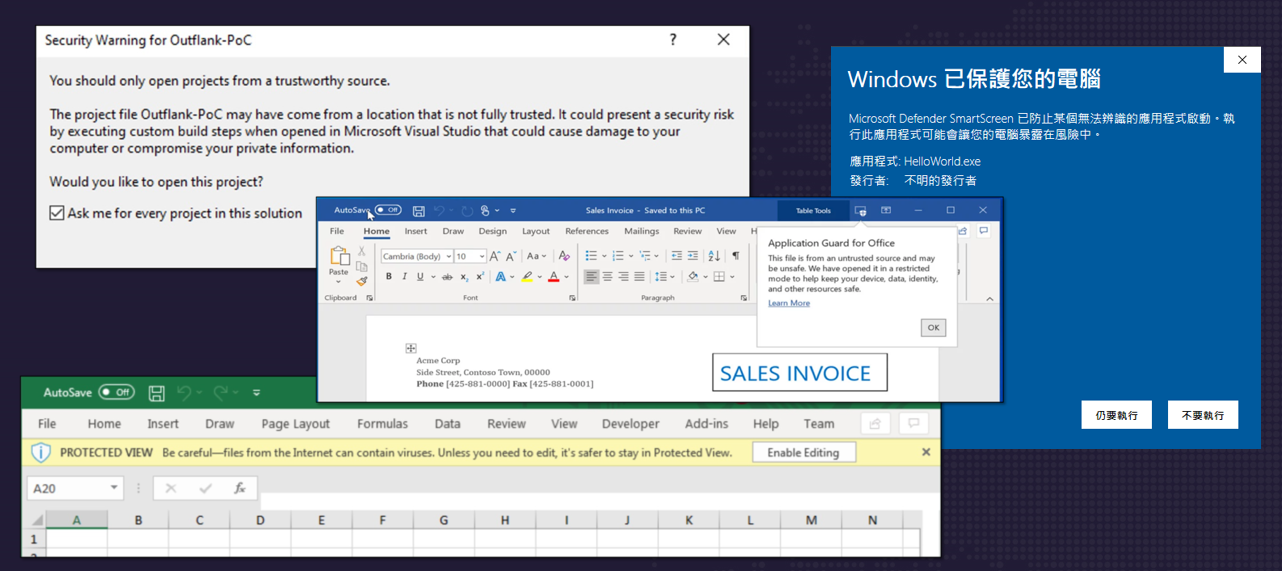 Security Warning for Outflank-PoC
?
You should only open projects from a trustworthy source.
The project file Outflank-PoC may have come from a location that is not fully trusted. It could present a security risk
by executing custom build steps when opened in Microsoft Visual Studio that could cause damage to your
computer or compromise your private information.
Would you like to open this project?
Ask me for every project in this solution
Windows 已保護您的電腦
Microsoft Defender SmartScreen 已防止某個無法辨識的應用程式啟動。執
行此應用程式可能會讓您的電腦暴露在風險中。
應用程式: HelloWorld.exe
發行者: 不明的發行者
仍要執行 不要執行
AutoSave Off Sales Invoice - Saved to this PC Table Tools
File Home Insert Draw Design Layout References Mailings Review View H
Paste Cambria (Body) 10 A A Aa A
B I U ab x₂ x² A A
Clipboard Font Paragraph
Application Guard for Office
This file is from an untrusted source and may
be unsafe. We have opened it in a restricted
mode to help keep your device, data, identity,
and other resources safe.
Learn More
OK
Acme Corp
Side Street, Contoso Town, 00000
Phone [425-881-0000] Fax [425-881-0001]
SALES INVOICE
AutoSave Off
File Home Insert Draw Page Layout Formulas Data Review View Developer Add-ins Help Team
PROTECTED VIEW Be careful—files from the Internet can contain viruses. Unless you need to edit, it's safer to stay in Protected View. Enable Editing
A20 fx
A B C D E F G H I J K L M N
1